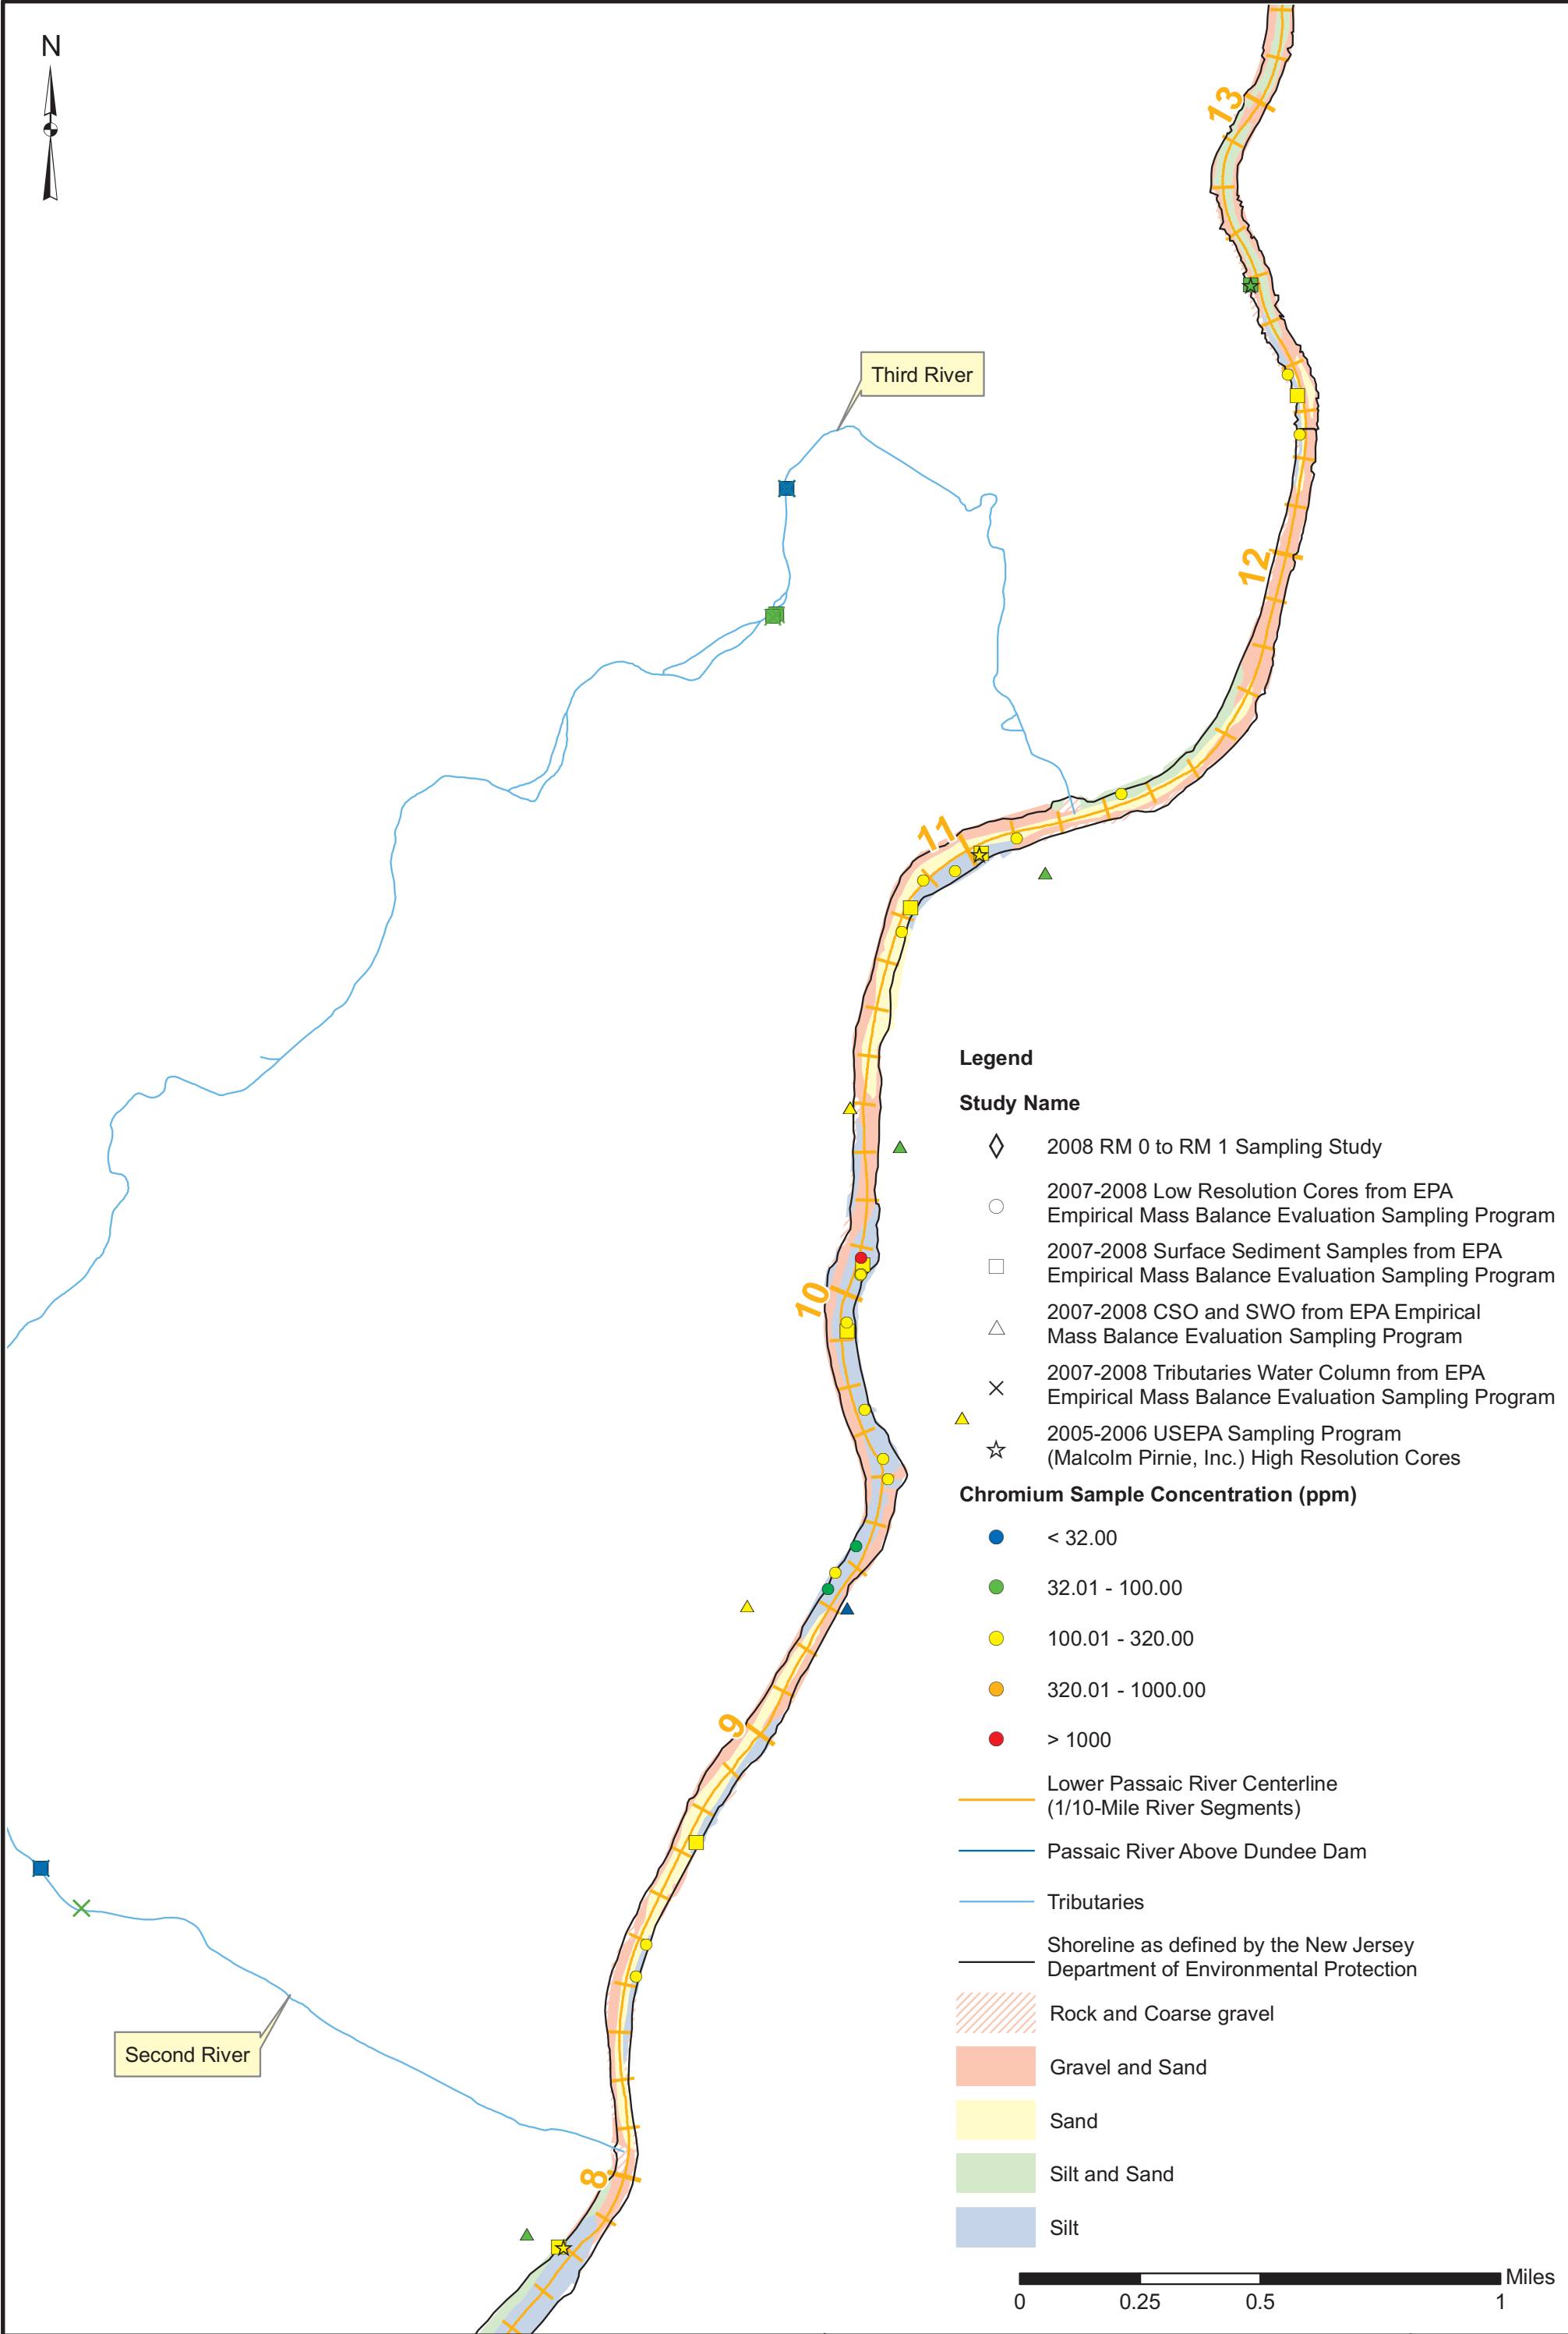 N
13
Third River
12
11
10
9
8
Second River
Legend
Study Name
2008 RM 0 to RM 1 Sampling Study
2007-2008 Low Resolution Cores from EPA
Empirical Mass Balance Evaluation Sampling Program
2007-2008 Surface Sediment Samples from EPA
Empirical Mass Balance Evaluation Sampling Program
2007-2008 CSO and SWO from EPA Empirical
Mass Balance Evaluation Sampling Program
2007-2008 Tributaries Water Column from EPA
Empirical Mass Balance Evaluation Sampling Program
2005-2006 USEPA Sampling Program
(Malcolm Pirnie, Inc.) High Resolution Cores
Chromium Sample Concentration (ppm)
< 32.00
32.01 - 100.00
100.01 - 320.00
320.01 - 1000.00
> 1000
Lower Passaic River Centerline
(1/10-Mile River Segments)
Passaic River Above Dundee Dam
Tributaries
Shoreline as defined by the New Jersey
Department of Environmental Protection
Rock and Coarse gravel
Gravel and Sand
Sand
Silt and Sand
Silt
Miles
0 0.25 0.5 1